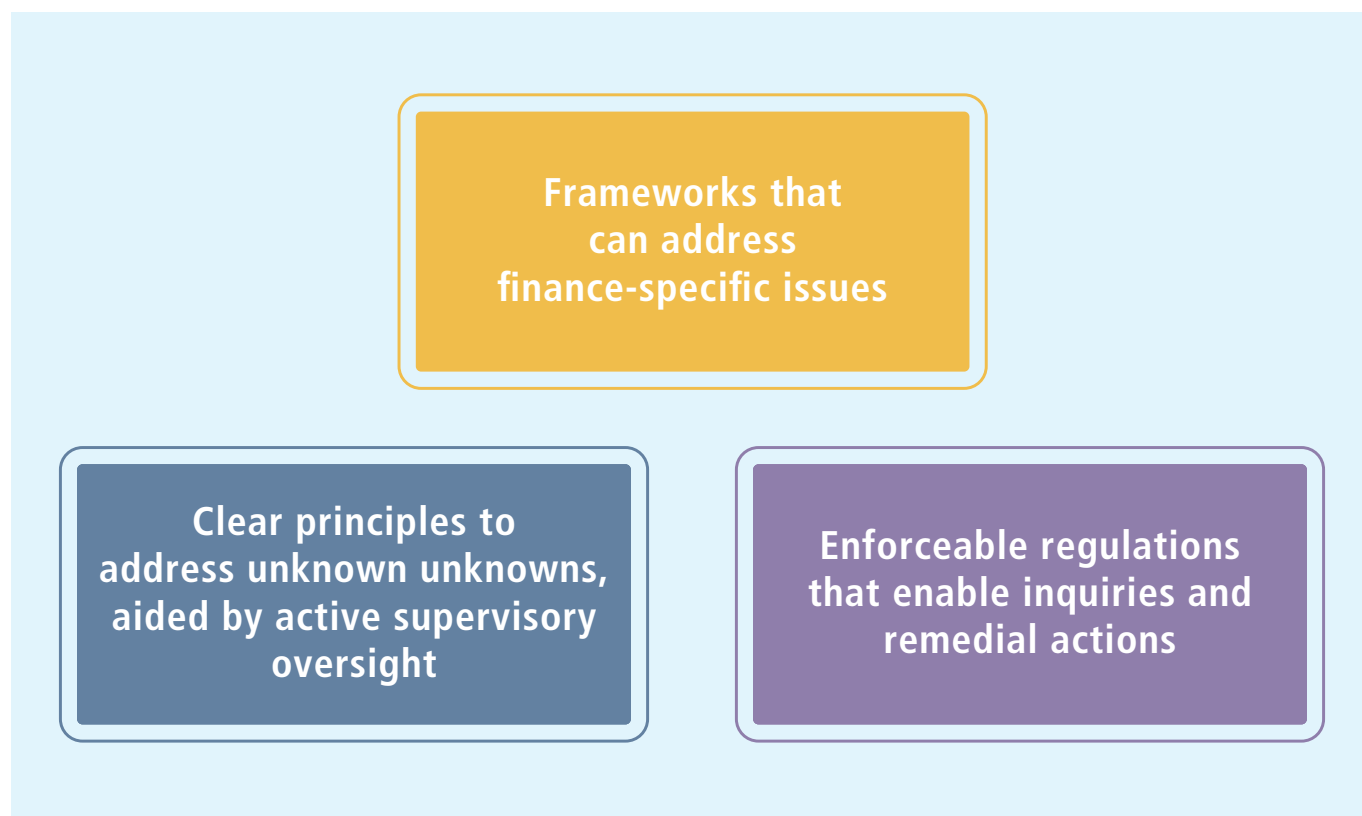 Frameworks that
can address
finance-specific issues
Clear principles to
address unknown unknowns,
aided by active supervisory
oversight
Enforceable regulations
that enable inquiries and
remedial actions